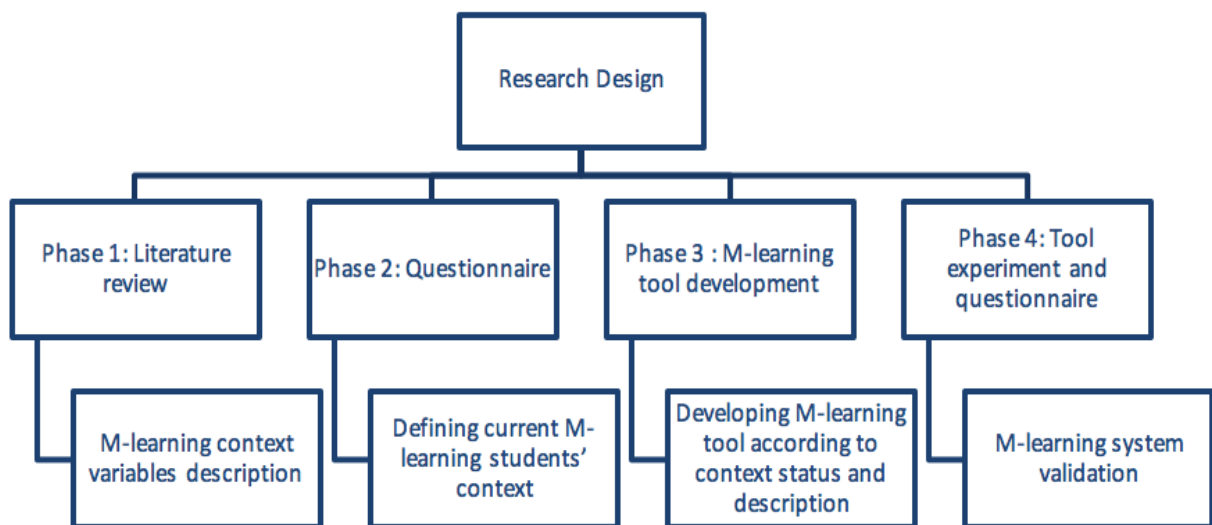 Research Design
Phase 1: Literature
review
Phase 2: Questionnaire
Phase 3 : M-learning
tool development
Phase 4: Tool
experiment and
questionnaire
M-learning context
variables description
Defining current M-
learning students’
context
Developing M-learning
tool according to
context status and
description
M-learning system
validation